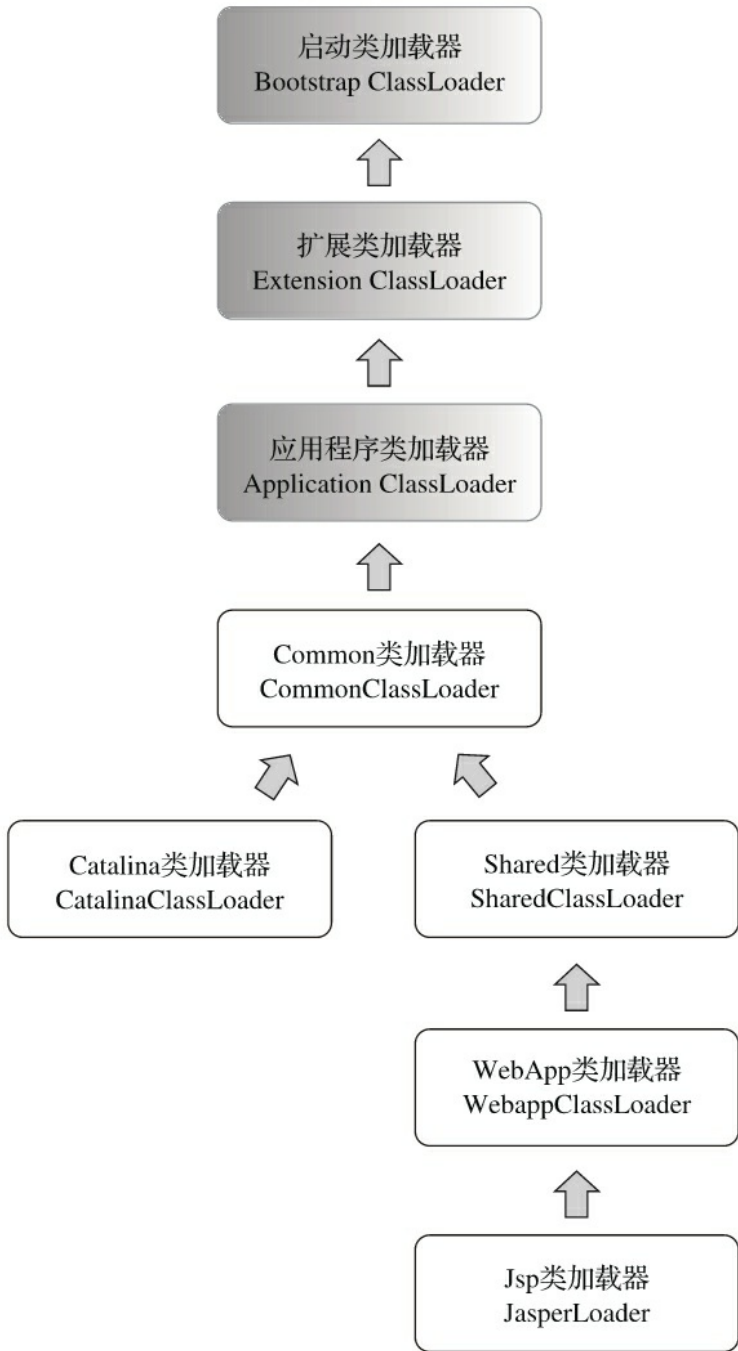 启动类加载器
Bootstrap ClassLoader
扩展类加载器
Extension ClassLoader
应用程序类加载器
Application ClassLoader
Common类加载器
CommonClassLoader
Catalina类加载器
CatalinaClassLoader
Shared类加载器
SharedClassLoader
WebApp类加载器
WebappClassLoader
Jsp类加载器
JasperLoader